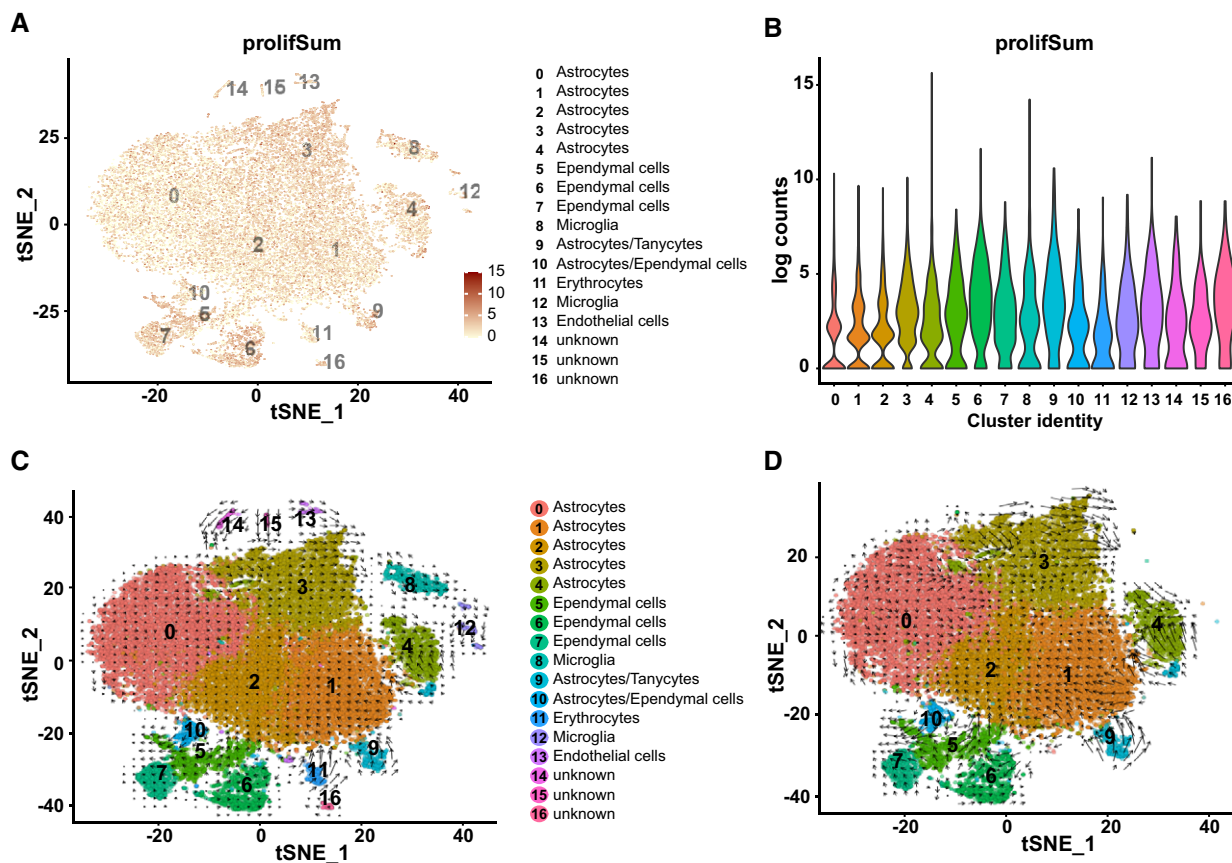 A
prolifSum
14
15
13
3
8
0
12
4
2
1
10
5
9
7
6
11
16
25
0
-25
tSNE_2
-20
0
20
40
tSNE_1
15
10
5
0
0 Astrocytes
1 Astrocytes
2 Astrocytes
3 Astrocytes
4 Astrocytes
5 Ependymal cells
6 Ependymal cells
7 Ependymal cells
8 Microglia
9 Astrocytes/Tanycytes
10 Astrocytes/Ependymal cells
11 Erythrocytes
12 Microglia
13 Endothelial cells
14 unknown
15 unknown
16 unknown
B
prolifSum
15
10
5
0
log counts
0 1 2 3 4 5 6 7 8 9 10 11 12 13 14 15 16
Cluster identity
C
40
20
0
-20
-40
tSNE_2
14
15
13
3
8
0
12
4
2
1
10
5
9
7
6
11
16
-20
0
20
40
tSNE_1
0 Astrocytes
1 Astrocytes
2 Astrocytes
3 Astrocytes
4 Astrocytes
5 Ependymal cells
6 Ependymal cells
7 Ependymal cells
8 Microglia
9 Astrocytes/Tanycytes
10 Astrocytes/Ependymal cells
11 Erythrocytes
12 Microglia
13 Endothelial cells
14 unknown
15 unknown
16 unknown
D
20
0
-20
-40
tSNE_2
3
0
4
2
1
10
5
9
7
6
-20
0
20
40
tSNE_1